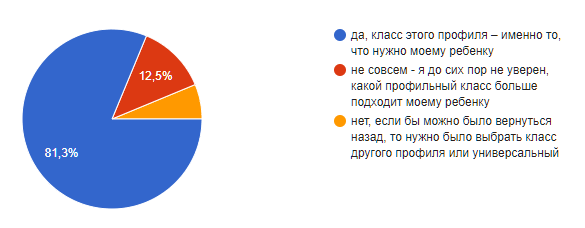 12,5%
81,3%
да, класс этого профиля – именно то,
что нужно моему ребенку
не совсем - я до сих пор не уверен,
какой профильный класс больше
подходит моему ребенку
нет, если бы можно было вернуться
назад, то нужно было выбрать класс
другого профиля или универсальный